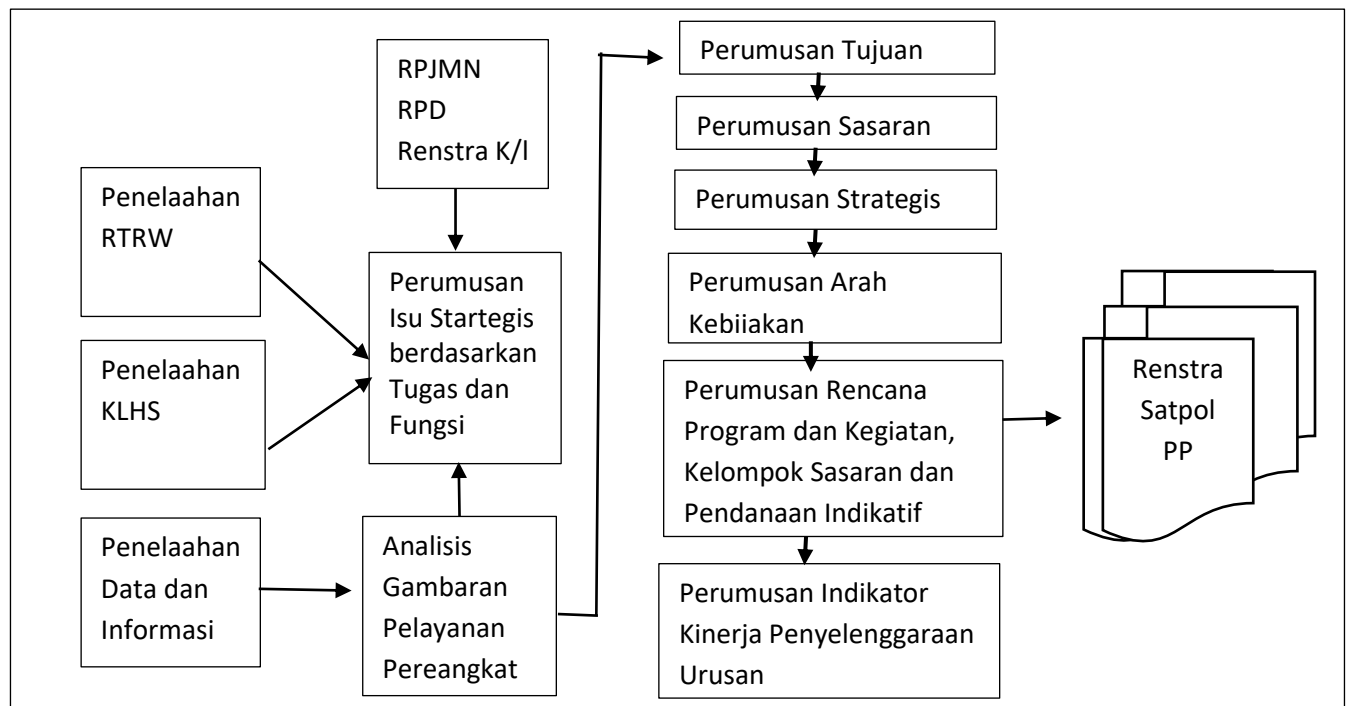 RPJMN
RPD
Renstra K/l
Penelaahan
RTRW
Penelaahan
KLHS
Penelaahan
Data dan
Informasi
Perumusan
Isu Startegis
berdasarkan
Tugas dan
Fungsi
Analisis
Gambaran
Pelayanan
Pereangkat
Perumusan Tujuan
Perumusan Sasaran
Perumusan Strategis
Perumusan Arah
Kebiiakan
Perumusan Rencana
Program dan Kegiatan,
Kelompok Sasaran dan
Pendanaan Indikatif
Perumusan Indikator
Kinerja Penyelenggaraan
Urusan
Renstra
Satpol
PP